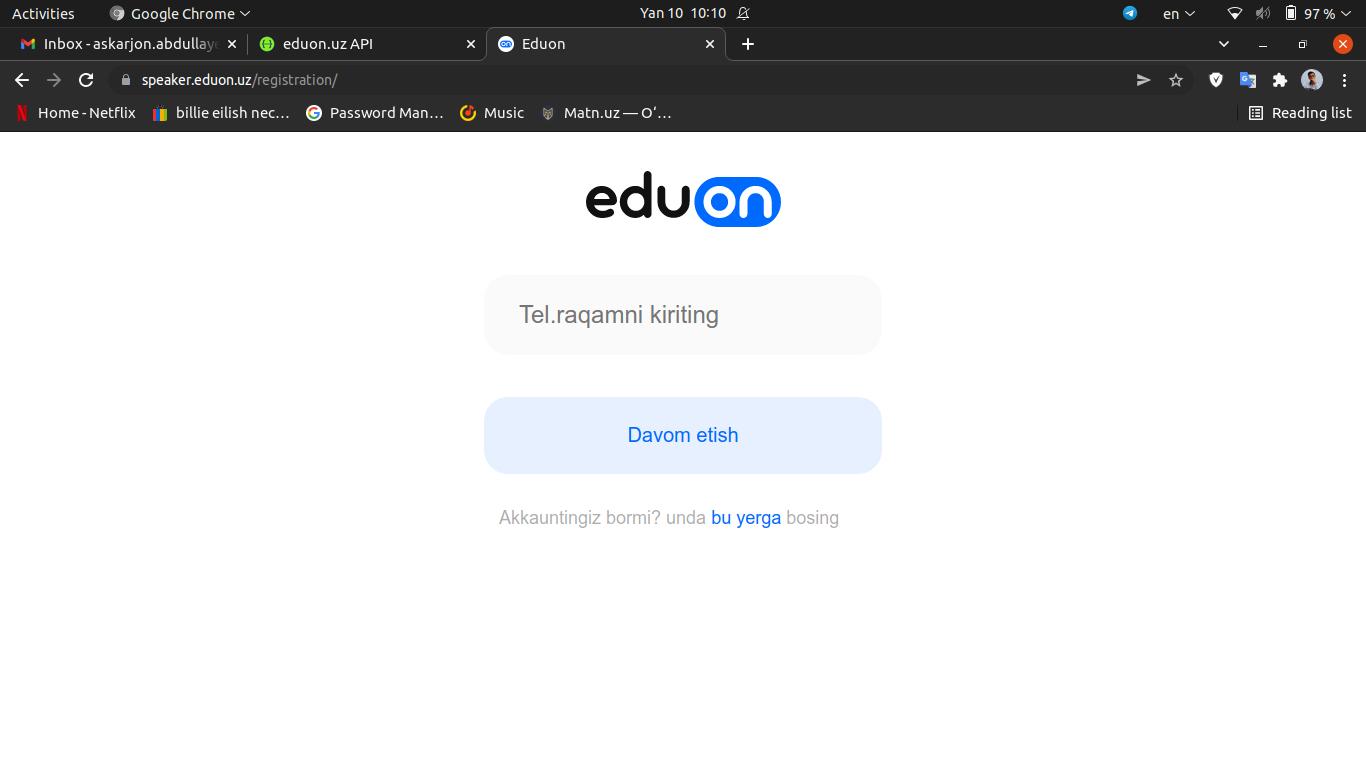 Activities Google Chrome Yan 10 10:10 en 97 %
Inbox - askarjon.abdullaye eduon.uz API Eduon
speaker.eduon.uz/registration/
Home - Netflix billie eilish nec... Password Man... Music Matn.uz — Oʻ... Reading list
eduon
Tel.raqamni kiriting
Davom etish
Akkauntingiz bormi? unda bu yerga bosing